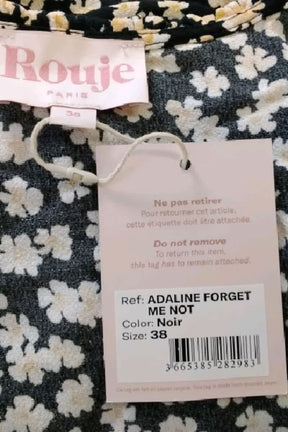 Rouje
PARIS
38
Ne pas retirer
Pour retourner cet article,
cette étiquette doit être attachée.
Do not remove
To return this item,
this tag has to remain attached.
Ref: ADALINE FORGET
ME NOT
Color: Noir
Size: 38
3665385282983